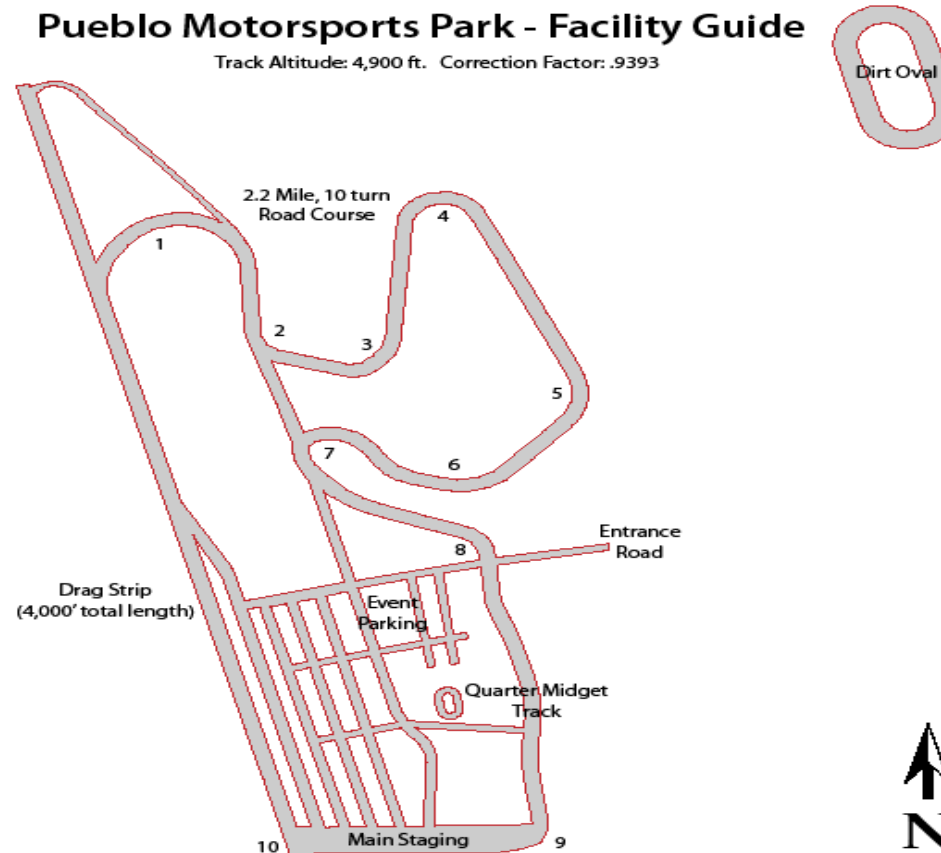 Pueblo Motorsports Park - Facility Guide
Track Altitude: 4,900 ft. Correction Factor: .9393
Dirt Oval
2.2 Mile, 10 turn
Road Course
4
1
2
3
5
7
6
8
Entrance
Road
Drag Strip
(4,000' total length)
Event
Parking
Quarter Midget
Track
N
10
Main Staging
9